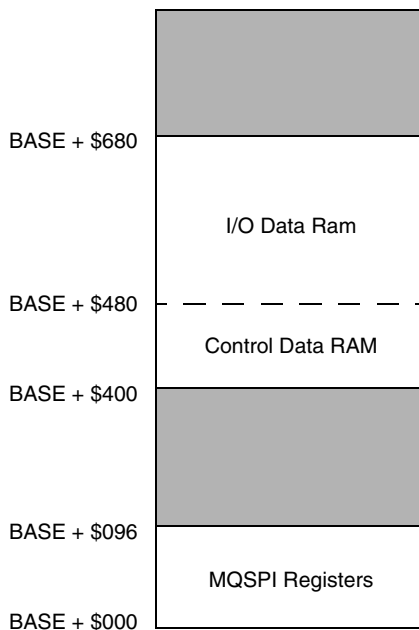 BASE + $680
I/O Data Ram
BASE + $480
Control Data RAM
BASE + $400
BASE + $096
MQSPI Registers
BASE + $000